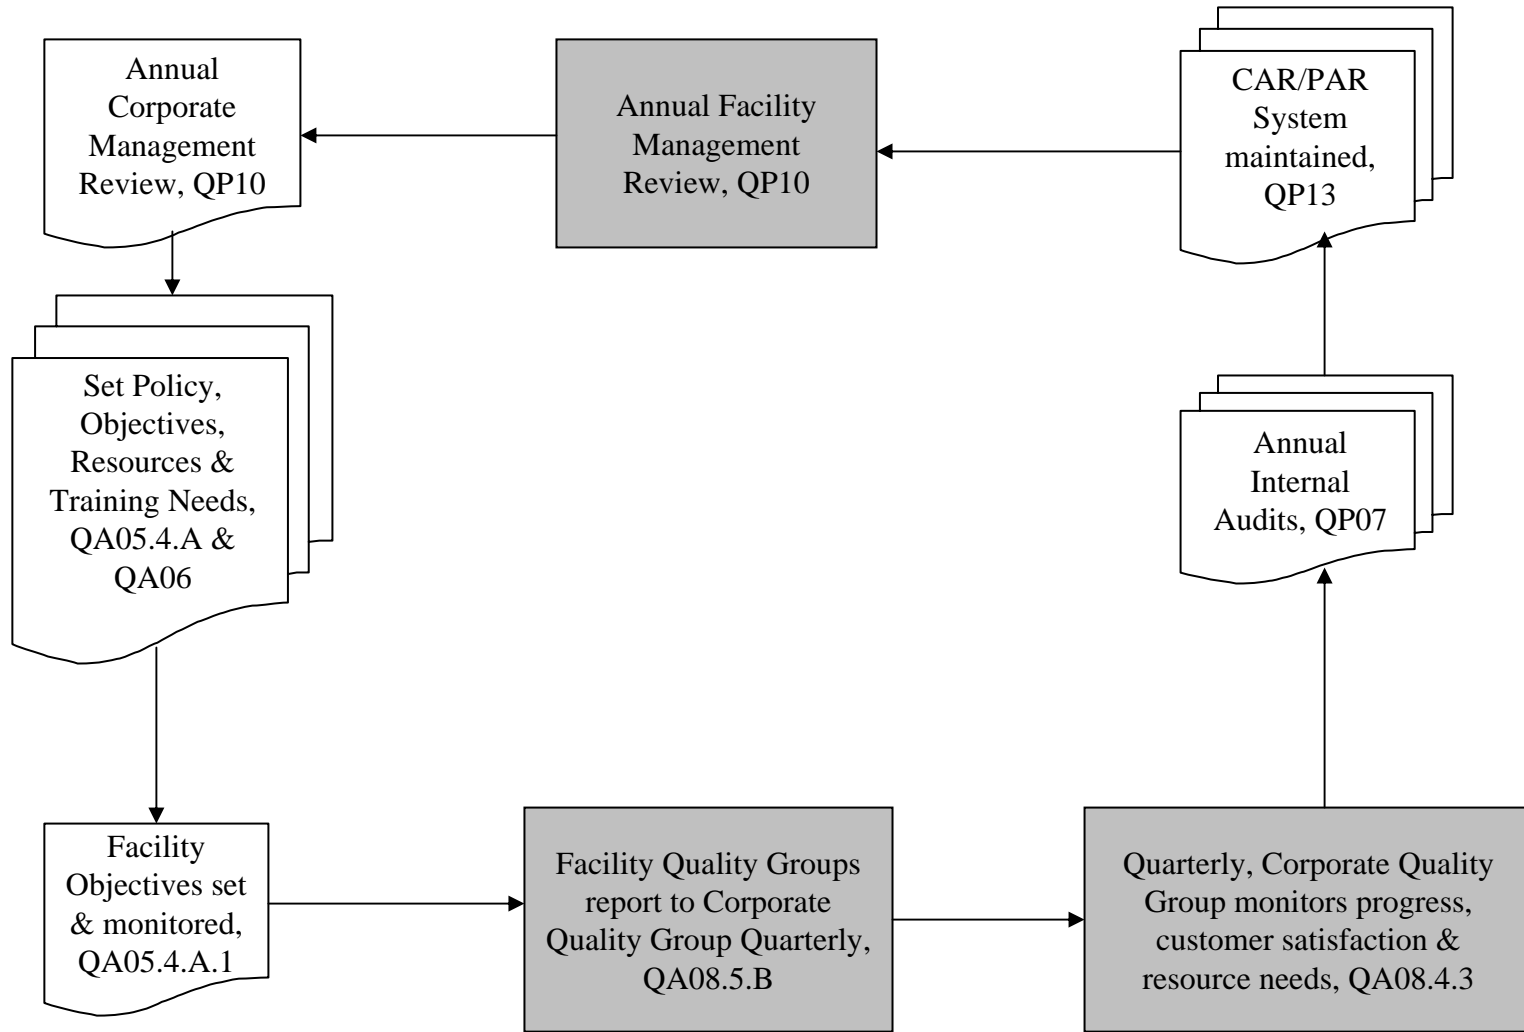 Annual
Corporate
Management
Review, QP10
Annual Facility
Management
Review, QP10
CAR/PAR
System
maintained,
QP13
Set Policy,
Objectives,
Resources &
Training Needs,
QA05.4.A &
QA06
Annual
Internal
Audits, QP07
Facility
Objectives set
& monitored,
QA05.4.A.1
Facility Quality Groups
report to Corporate
Quality Group Quarterly,
QA08.5.B
Quarterly, Corporate Quality
Group monitors progress,
customer satisfaction &
resource needs, QA08.4.3